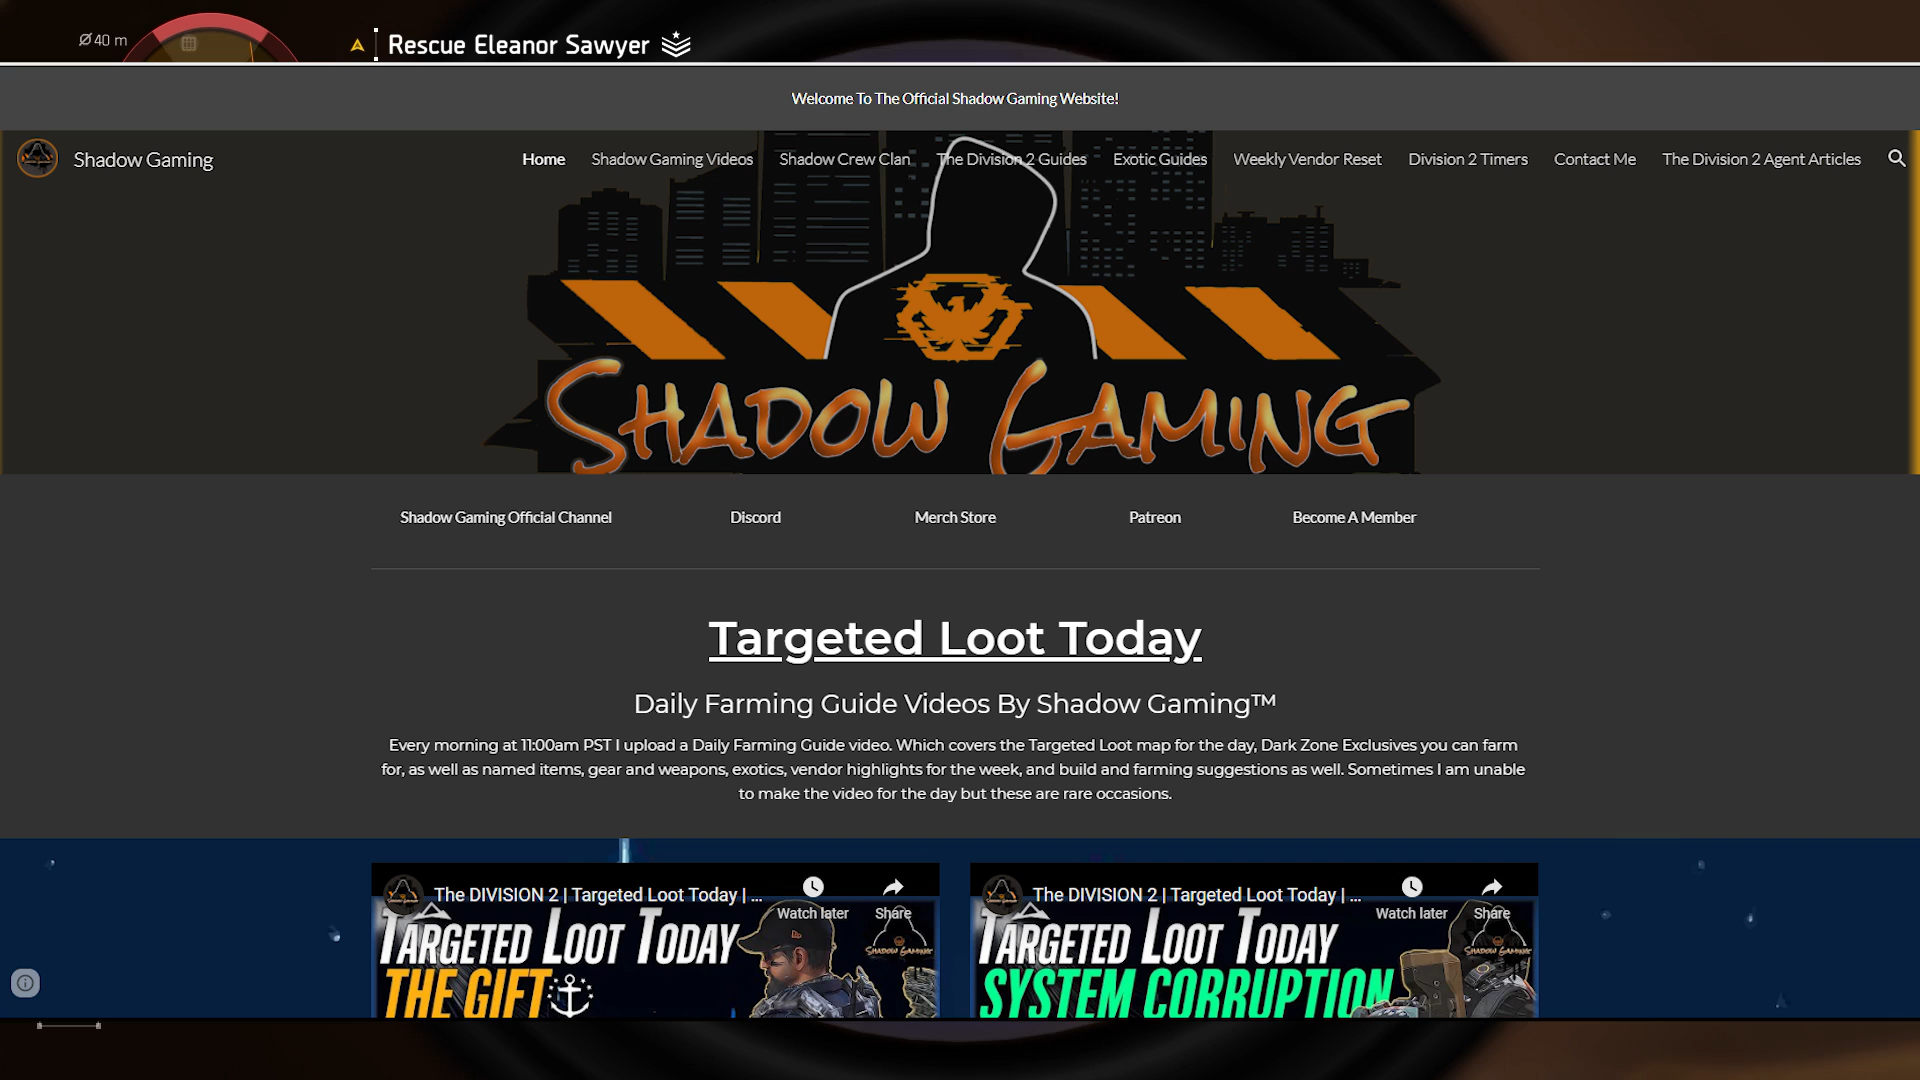 Ø 40 m
Rescue Eleanor Sawyer
Welcome To The Official Shadow Gaming Website!
Shadow Gaming
Home
Shadow Gaming Videos
Shadow Crew Clan
The Division 2 Guides
Exotic Guides
Weekly Vendor Reset
Division 2 Timers
Contact Me
The Division 2 Agent Articles
SHADOW GAMING
Shadow Gaming Official Channel
Discord
Merch Store
Patreon
Become A Member
Targeted Loot Today
Daily Farming Guide Videos By Shadow Gaming™
Every morning at 11:00am PST I upload a Daily Farming Guide video. Which covers the Targeted Loot map for the day, Dark Zone Exclusives you can farm
for, as well as named items, gear and weapons, exotics, vendor highlights for the week, and build and farming suggestions as well. Sometimes I am unable
to make the video for the day but these are rare occasions.
The DIVISION 2 | Targeted Loot Today | ...
Watch later
Share
TARGETED LOOT TODAY
SHADOW GAMING
THE GIFT
The DIVISION 2 | Targeted Loot Today | ...
Watch later
Share
TARGETED LOOT TODAY
SHADOW GAMING
SYSTEM CORRUPTION